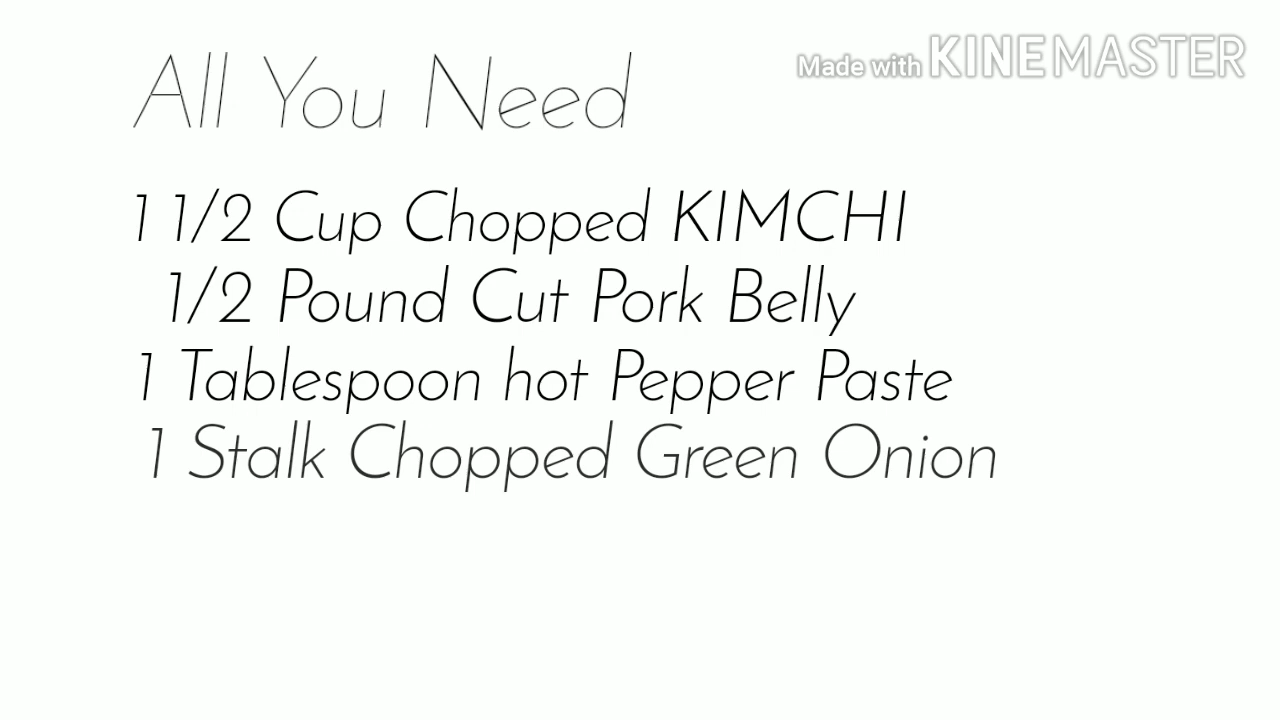 All You Need
Made with KINEMASTER
1 1/2 Cup Chopped KIMCHI
1/2 Pound Cut Pork Belly
1 Tablespoon hot Pepper Paste
1 Stalk Chopped Green Onion